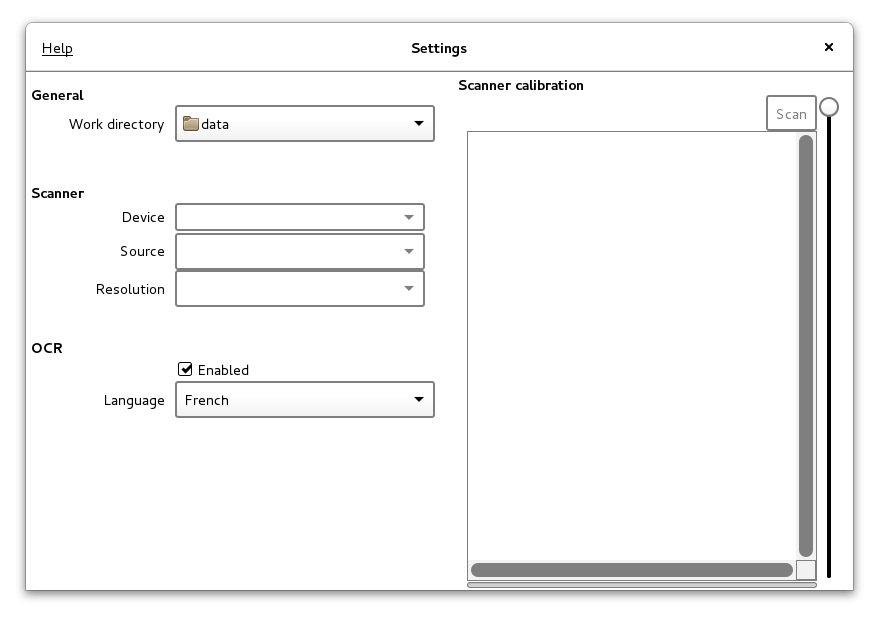 Help
Settings
General
Work directory
data
Scanner
Device
Source
Resolution
OCR
Enabled
Language
French
Scanner calibration
Scan